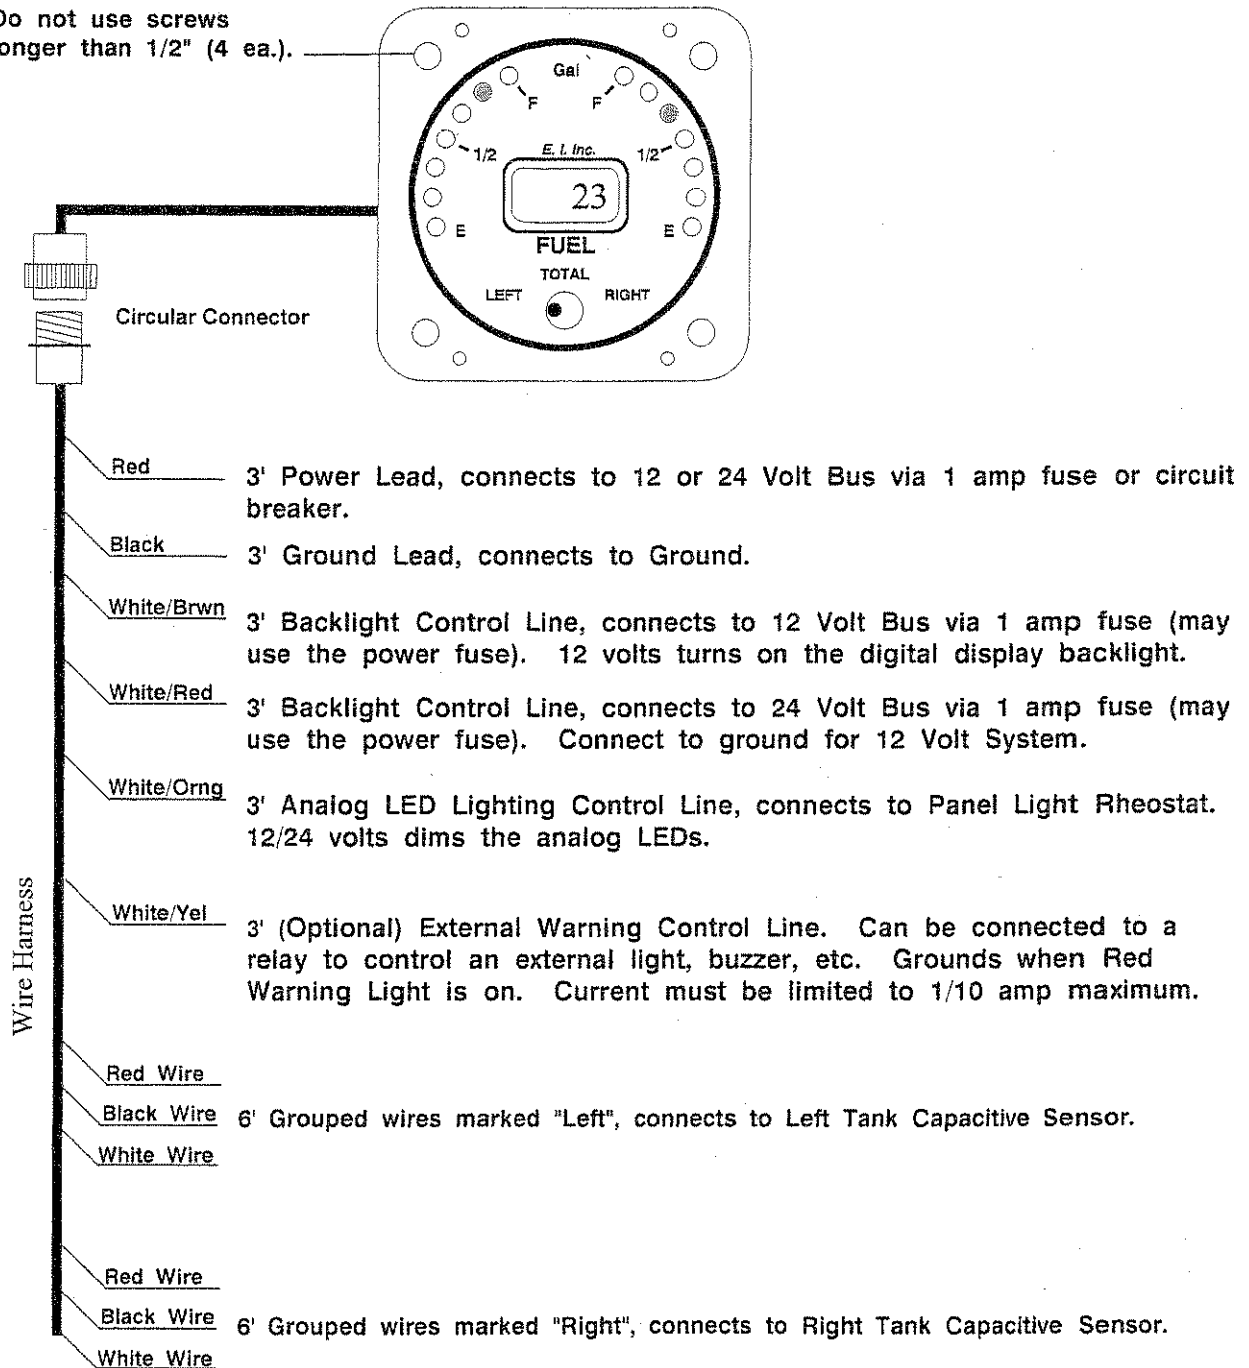 Do not use screws
longer than 1/2" (4 ea.).
Gal
F F
1/2 E. I. Inc. 1/2
23
E E
FUEL
TOTAL
LEFT RIGHT
Circular Connector
Red 3' Power Lead, connects to 12 or 24 Volt Bus via 1 amp fuse or circuit
breaker.
Black 3' Ground Lead, connects to Ground.
White/Brwn 3' Backlight Control Line, connects to 12 Volt Bus via 1 amp fuse (may
use the power fuse). 12 volts turns on the digital display backlight.
White/Red 3' Backlight Control Line, connects to 24 Volt Bus via 1 amp fuse (may
use the power fuse). Connect to ground for 12 Volt System.
White/Orng 3' Analog LED Lighting Control Line, connects to Panel Light Rheostat.
12/24 volts dims the analog LEDs.
White/Yel 3' (Optional) External Warning Control Line. Can be connected to a
relay to control an external light, buzzer, etc. Grounds when Red
Warning Light is on. Current must be limited to 1/10 amp maximum.
Wire Harness
Red Wire
Black Wire 6' Grouped wires marked "Left", connects to Left Tank Capacitive Sensor.
White Wire
Red Wire
Black Wire 6' Grouped wires marked "Right", connects to Right Tank Capacitive Sensor.
White Wire